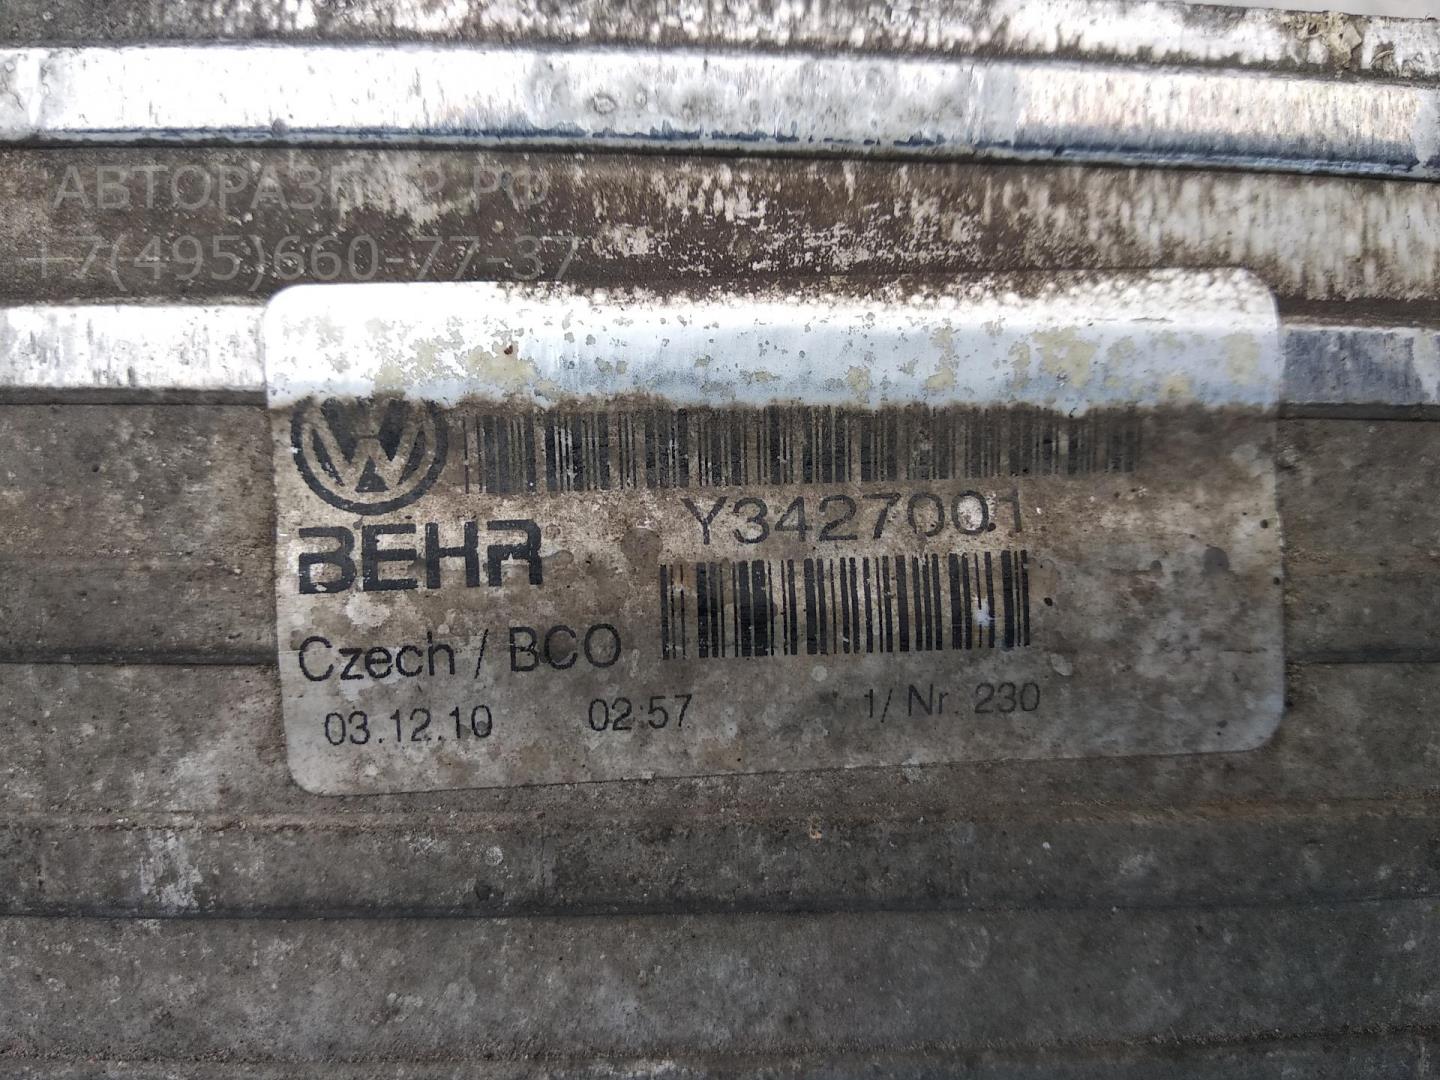 АВТОРАЗБОР.РФ
+7(495)660-77-37
BEHR
Y3427001
Czech / BCO
03.12.10 02:57 1/ Nr. 230